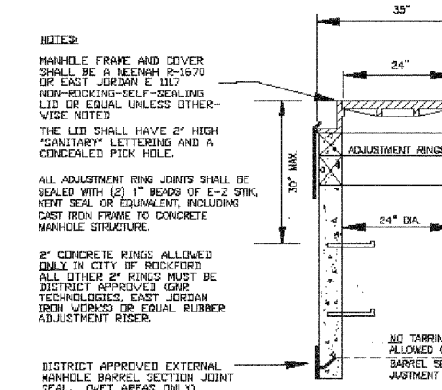 35"
NOTES:
24"
MANHOLE FRAME AND COVER
SHALL BE A NEENAH R-1670
OR EAST JORDAN E 1117
NON-ROCKING-SELF-SEALING
LID OR EQUAL UNLESS OTHER-
WISE NOTED
THE LID SHALL HAVE 2" HIGH
"SANITARY" LETTERING AND A
CONCEALED PICK HOLE.
ADJUSTMENT RINGS
30" MAX.
ALL ADJUSTMENT RING JOINTS SHALL BE
SEALED WITH (2) 1" BEADS OF E-Z STIK,
KENT SEAL OR EQUIVALENT, INCLUDING
CAST IRON FRAME TO CONCRETE
MANHOLE STRUCTURE.
24" DIA.
2" CONCRETE RINGS ALLOWED
ONLY IN CITY OF ROCKFORD
ALL OTHER 2" RINGS MUST BE
DISTRICT APPROVED (GNR
TECHNOLOGIES, EAST JORDAN
IRON WORKS) OR EQUAL RUBBER
ADJUSTMENT RISER.
NO TARRIN
ALLOWED
BARREL SE
JUSTMENT
DISTRICT APPROVED EXTERNAL
MANHOLE BARREL SECTION JOINT
SEAL. (WET AREAS ONLY)